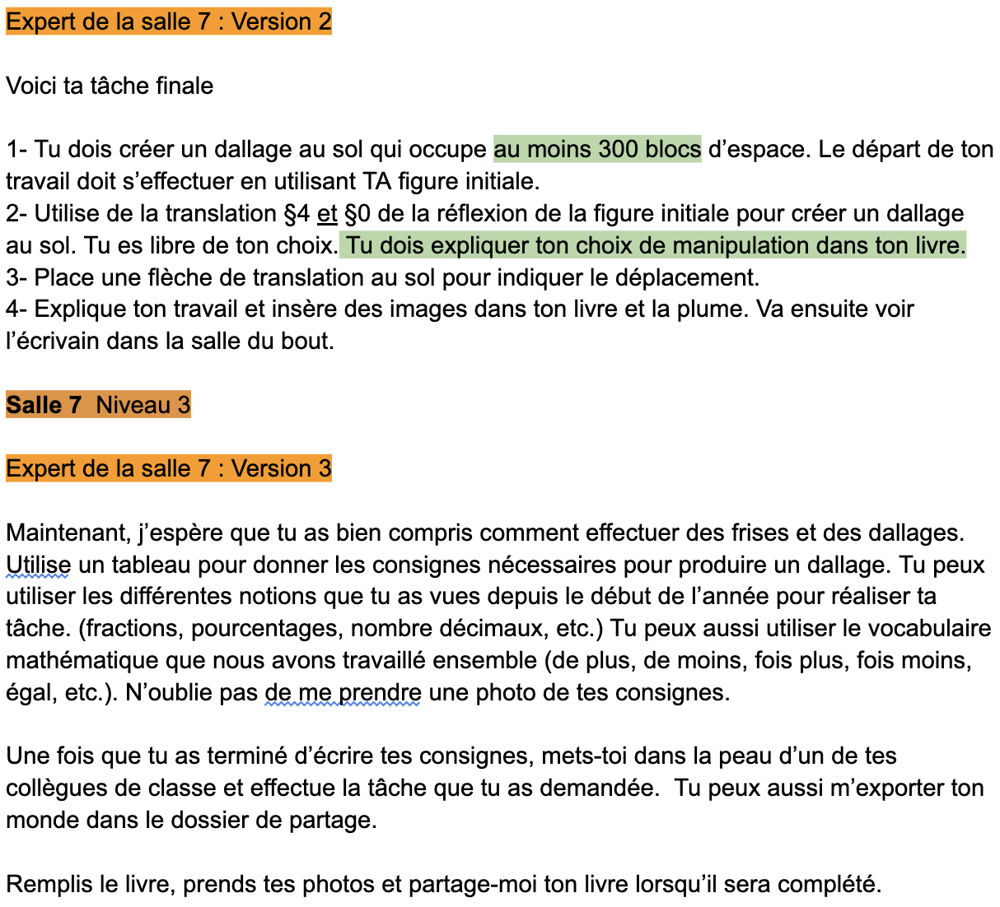 Expert de la salle 7 : Version 2
Voici ta tâche finale
1- Tu dois créer un dallage au sol qui occupe au moins 300 blocs d’espace. Le départ de ton
travail doit s’effectuer en utilisant TA figure initiale.
2- Utilise de la translation §4 et §0 de la réflexion de la figure initiale pour créer un dallage
au sol. Tu es libre de ton choix. Tu dois expliquer ton choix de manipulation dans ton livre.
3- Place une flèche de translation au sol pour indiquer le déplacement.
4- Explique ton travail et insère des images dans ton livre et la plume. Va ensuite voir
l’écrivain dans la salle du bout.
Salle 7  Niveau 3
Expert de la salle 7 : Version 3
Maintenant, j’espère que tu as bien compris comment effectuer des frises et des dallages.
Utilise un tableau pour donner les consignes nécessaires pour produire un dallage. Tu peux
utiliser les différentes notions que tu as vues depuis le début de l’année pour réaliser ta
tâche. (fractions, pourcentages, nombre décimaux, etc.) Tu peux aussi utiliser le vocabulaire
mathématique que nous avons travaillé ensemble (de plus, de moins, fois plus, fois moins,
égal, etc.). N’oublie pas de me prendre une photo de tes consignes.
Une fois que tu as terminé d’écrire tes consignes, mets-toi dans la peau d’un de tes
collègues de classe et effectue la tâche que tu as demandée.  Tu peux aussi m’exporter ton
monde dans le dossier de partage.
Remplis le livre, prends tes photos et partage-moi ton livre lorsqu’il sera complété.